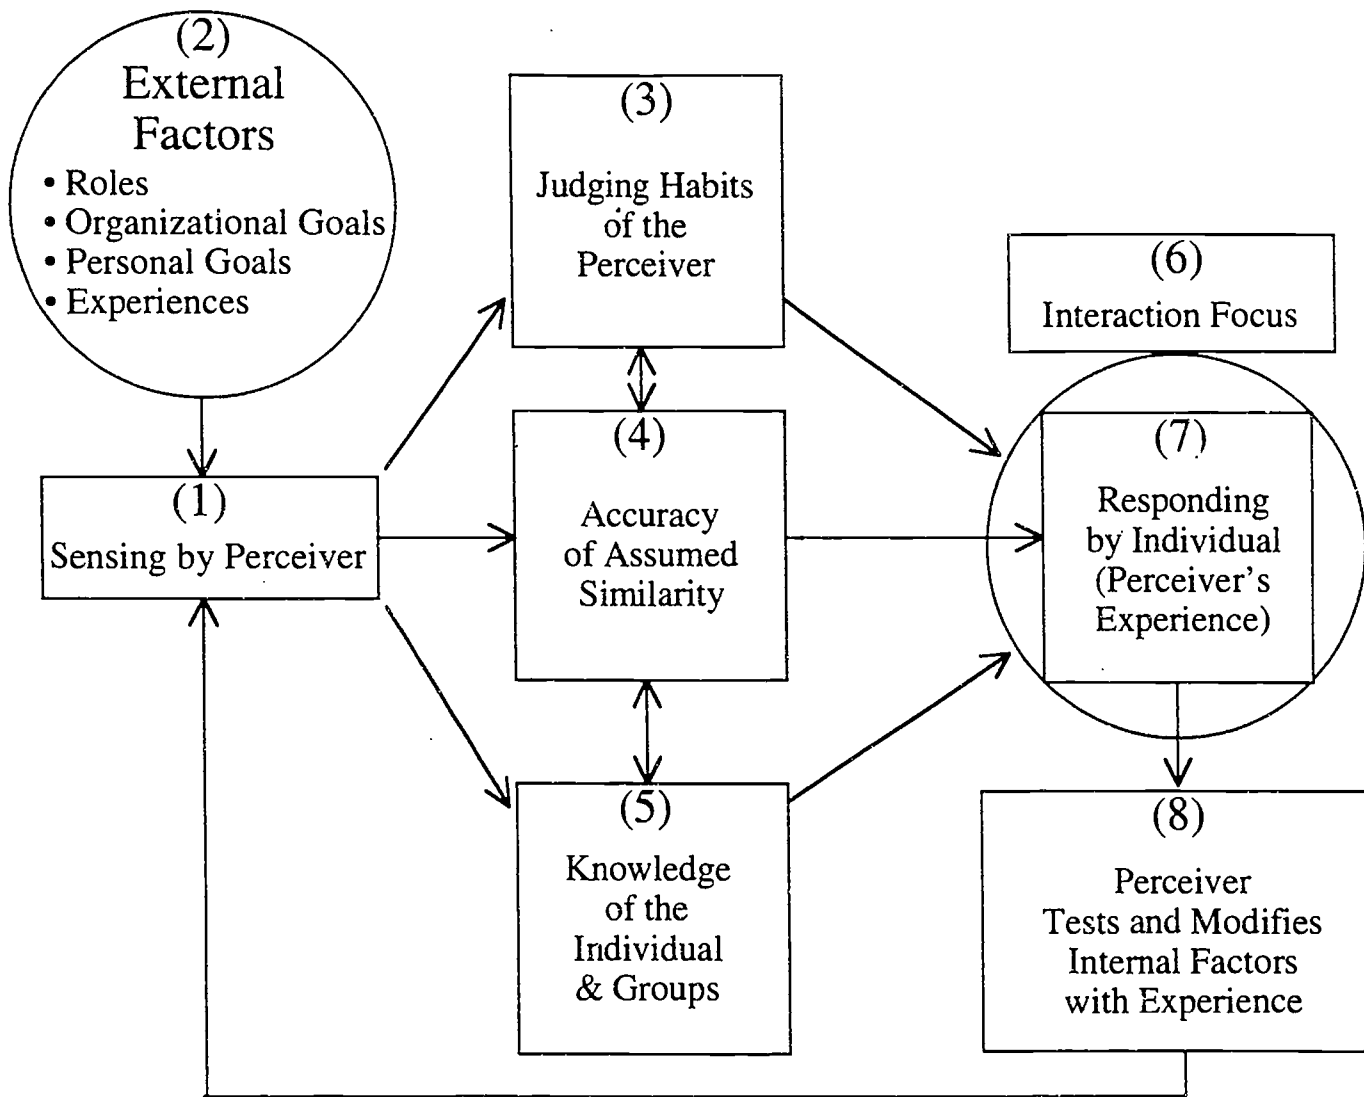 (2)
External
Factors
• Roles
• Organizational Goals
• Personal Goals
• Experiences
(1)
Sensing by Perceiver
(3)
Judging Habits
of the
Perceiver
(4)
Accuracy
of Assumed
Similarity
(5)
Knowledge
of the
Individual
& Groups
(6)
Interaction Focus
(7)
Responding
by Individual
(Perceiver's
Experience)
(8)
Perceiver
Tests and Modifies
Internal Factors
with Experience